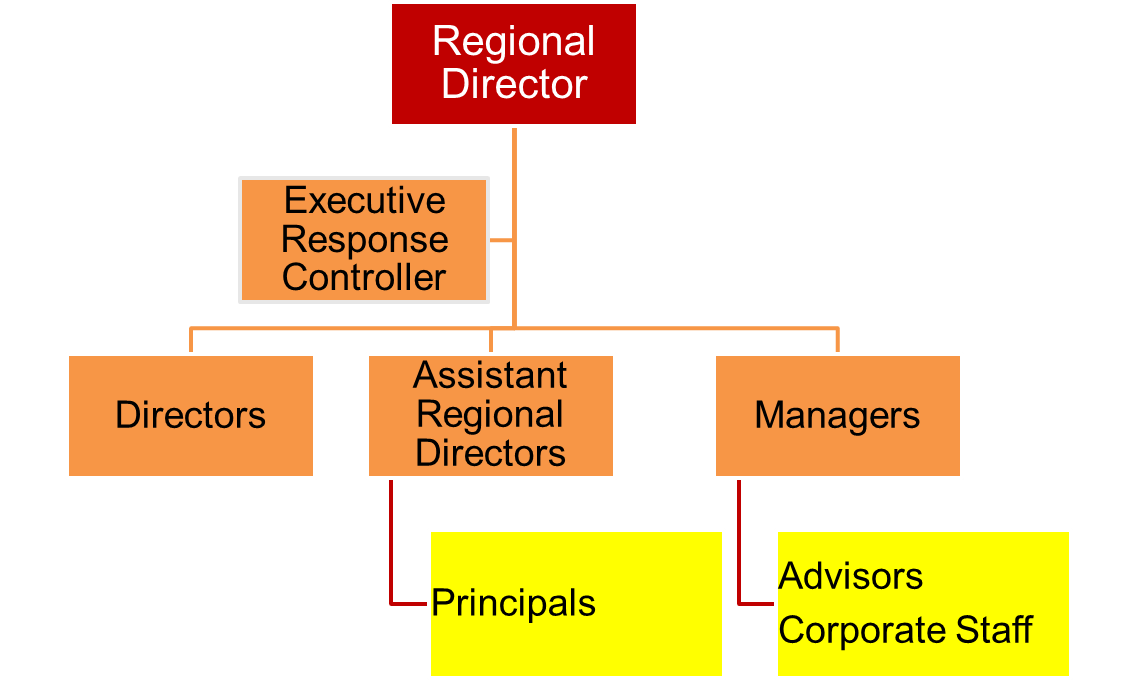 Regional
Director
Executive
Response
Controller
Directors
Assistant
Regional
Directors
Managers
Principals
Advisors
Corporate Staff